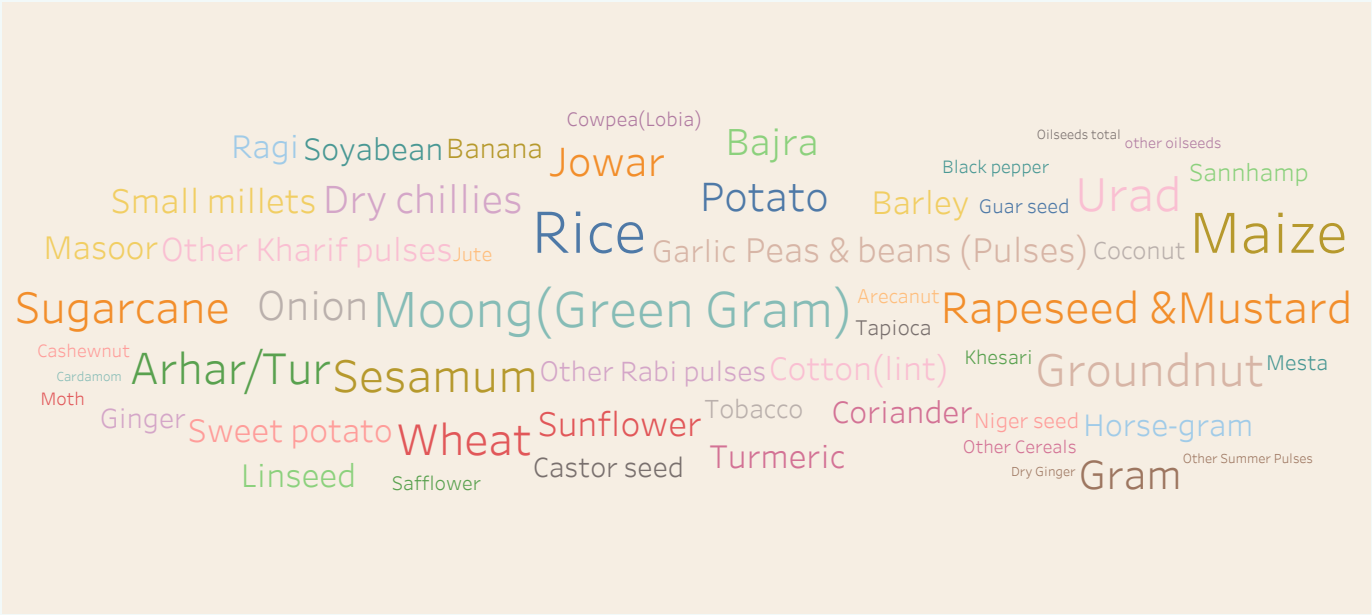 Cowpea(Lobia)
Ragi Soyabean Banana Jowar Bajra Oilseeds total other oilseeds
Black pepper Sannhamp
Small millets Dry chillies Potato Barley Guar seed Urad
Rice Maize
Masoor Other Kharif pulses Jute Garlic Peas & beans (Pulses) Coconut
Sugarcane Onion Moong(Green Gram) Arecanut Rapeseed &Mustard
Tapioca
Cashewnut Arhar/Tur Sesamum Other Rabi pulses Cotton(lint) Khesari Groundnut Mesta
Cardamom
Moth
Ginger Sweet potato Wheat Sunflower Tobacco Coriander Niger seed Horse-gram
Other Cereals
Linseed Safflower Castor seed Turmeric Dry Ginger Gram Other Summer Pulses